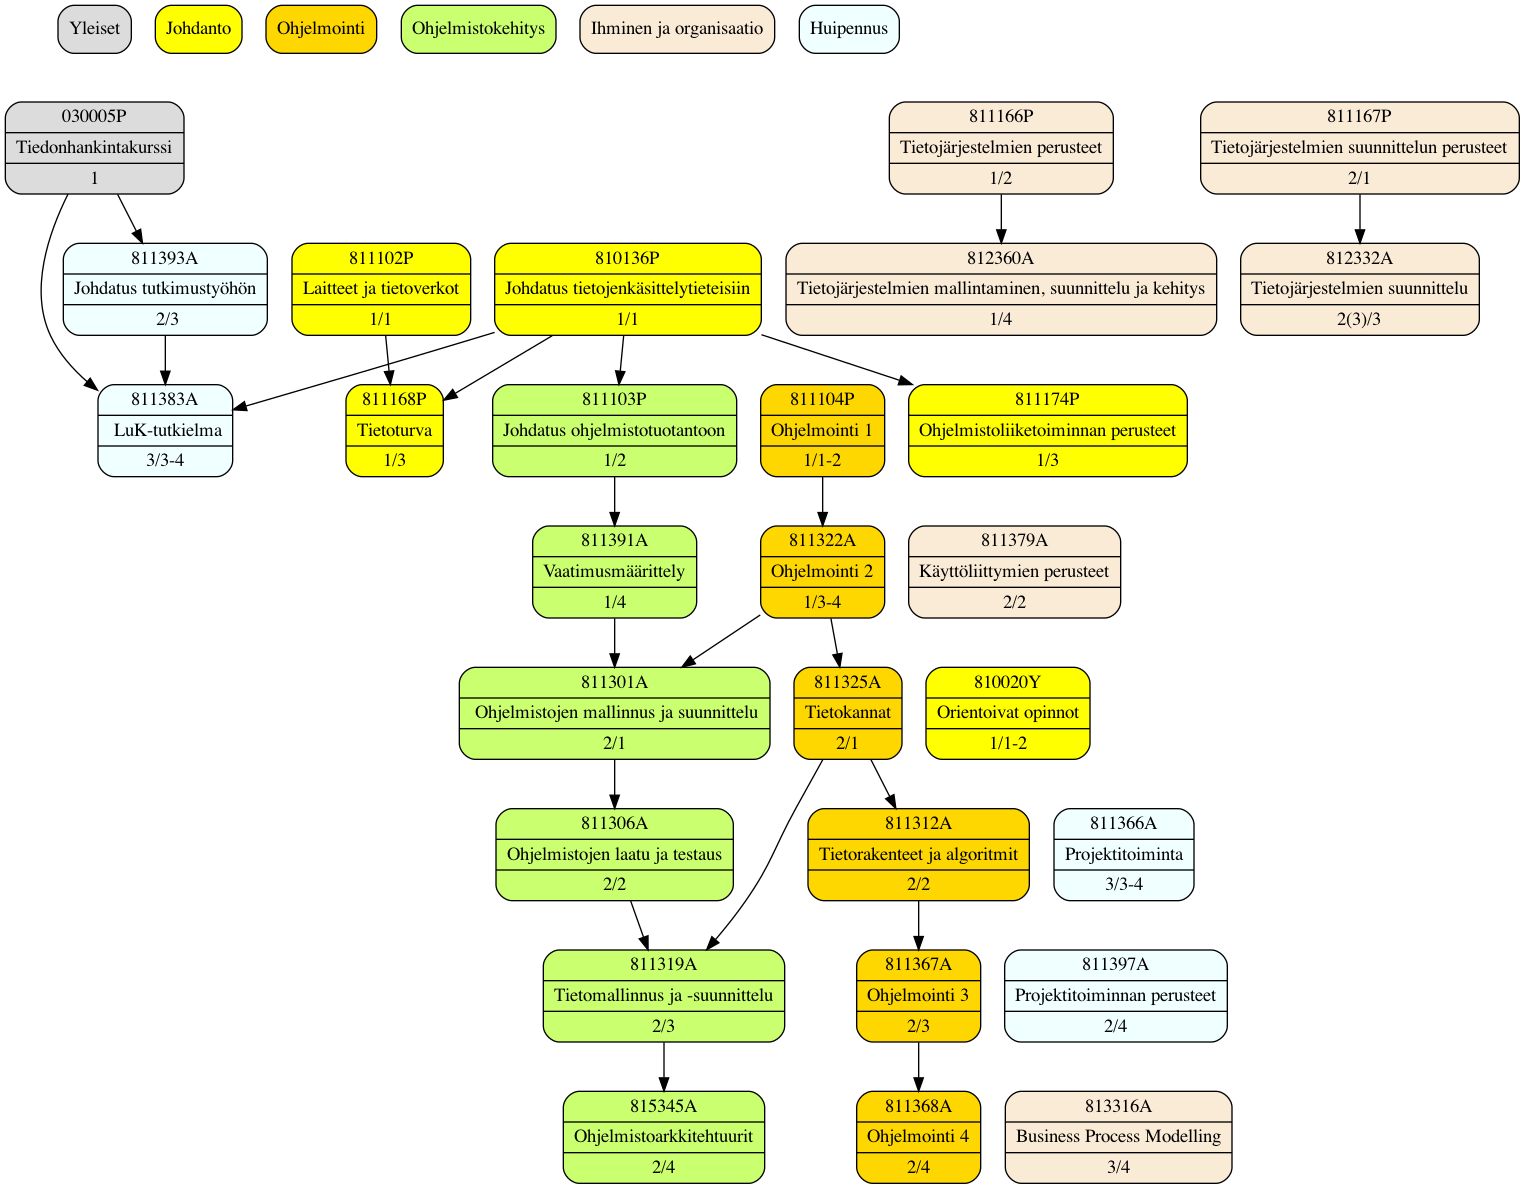 Yleiset
Johdanto
Ohjelmointi
Ohjelmistokehitys
Ihminen ja organisaatio
Huipennus
030005P
Tiedonhankintakurssi
1
811166P
Tietojärjestelmien perusteet
1/2
811167P
Tietojärjestelmien suunnittelun perusteet
2/1
811393A
Johdatus tutkimustyöhön
2/3
811102P
Laitteet ja tietoverkot
1/1
810136P
Johdatus tietojenkäsittelytieteisiin
1/1
812360A
Tietojärjestelmien mallintaminen, suunnittelu ja kehitys
1/4
812332A
Tietojärjestelmien suunnittelu
2(3)/3
811383A
LuK-tutkielma
3/3-4
811168P
Tietoturva
1/3
811103P
Johdatus ohjelmistotuotantoon
1/2
811104P
Ohjelmointi 1
1/1-2
811174P
Ohjelmistoliiketoiminnan perusteet
1/3
811391A
Vaatimusmäärittely
1/4
811322A
Ohjelmointi 2
1/3-4
811379A
Käyttöliittymien perusteet
2/2
811301A
Ohjelmistojen mallinnus ja suunnittelu
2/1
811325A
Tietokannat
2/1
810020Y
Orientoivat opinnot
1/1-2
811306A
Ohjelmistojen laatu ja testaus
2/2
811312A
Tietorakenteet ja algoritmit
2/2
811366A
Projektitoiminta
3/3-4
811319A
Tietomallinnus ja -suunnittelu
2/3
811367A
Ohjelmointi 3
2/3
811397A
Projektitoiminnan perusteet
2/4
815345A
Ohjelmistoarkkitehtuurit
2/4
811368A
Ohjelmointi 4
2/4
813316A
Business Process Modelling
3/4